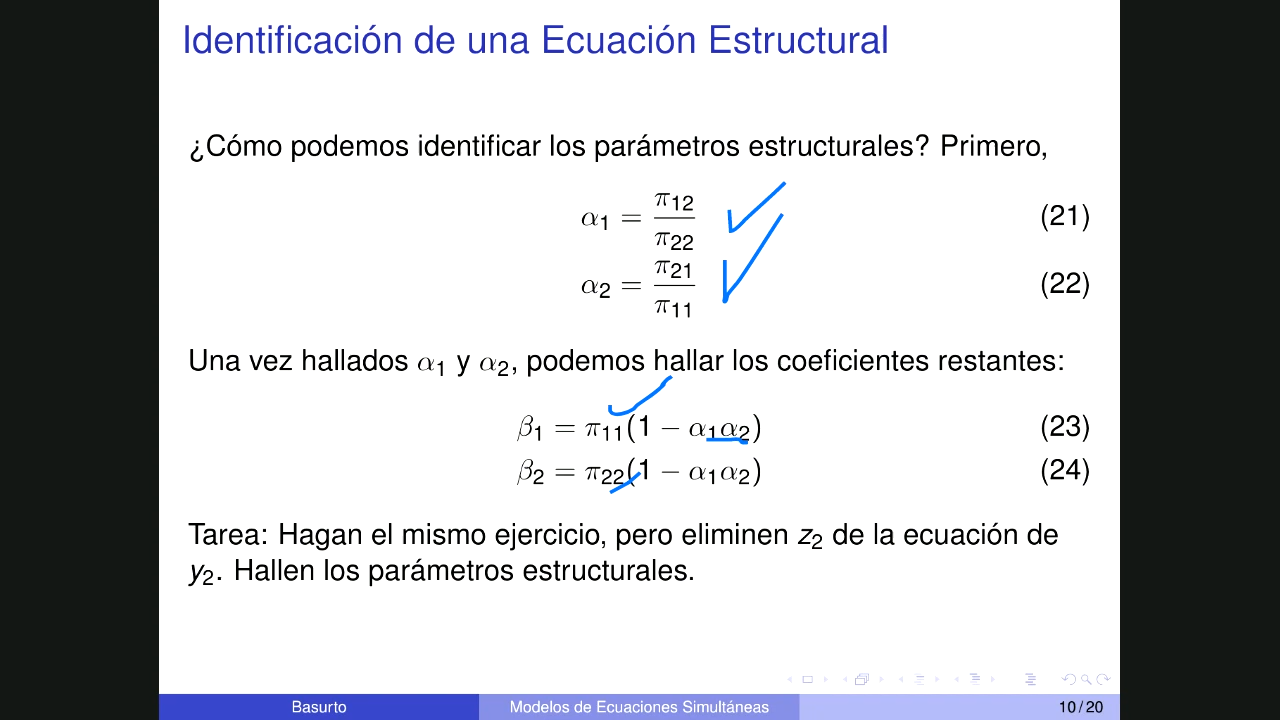 Identificación de una Ecuación Estructural
¿Cómo podemos identificar los parámetros estructurales? Primero,
α₁ = π₁₂/π₂₂ (21)
α₂ = π₂₁/π₁₁ (22)
Una vez hallados α₁ y α₂, podemos hallar los coeficientes restantes:
β₁ = π₁₁(1 − α₁α₂) (23)
β₂ = π₂₂(1 − α₁α₂) (24)
Tarea: Hagan el mismo ejercicio, pero eliminen z₂ de la ecuación de
y₂. Hallen los parámetros estructurales.
Basurto Modelos de Ecuaciones Simultáneas 10 / 20